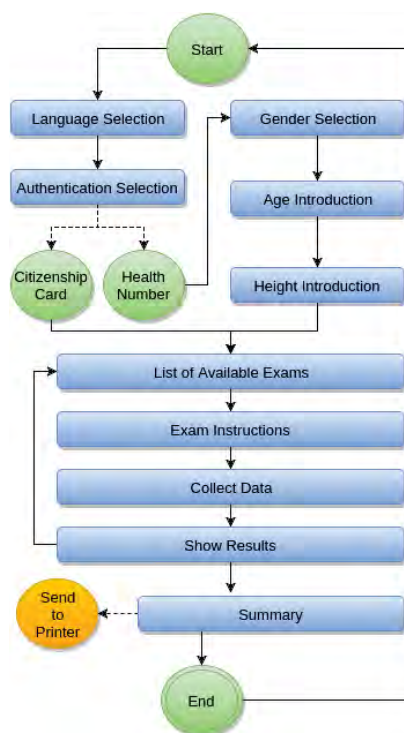 Start
Language Selection
Gender Selection
Authentication Selection
Age Introduction
Citizenship
Card
Health
Number
Height Introduction
List of Available Exams
Exam Instructions
Collect Data
Show Results
Send
to
Printer
Summary
End